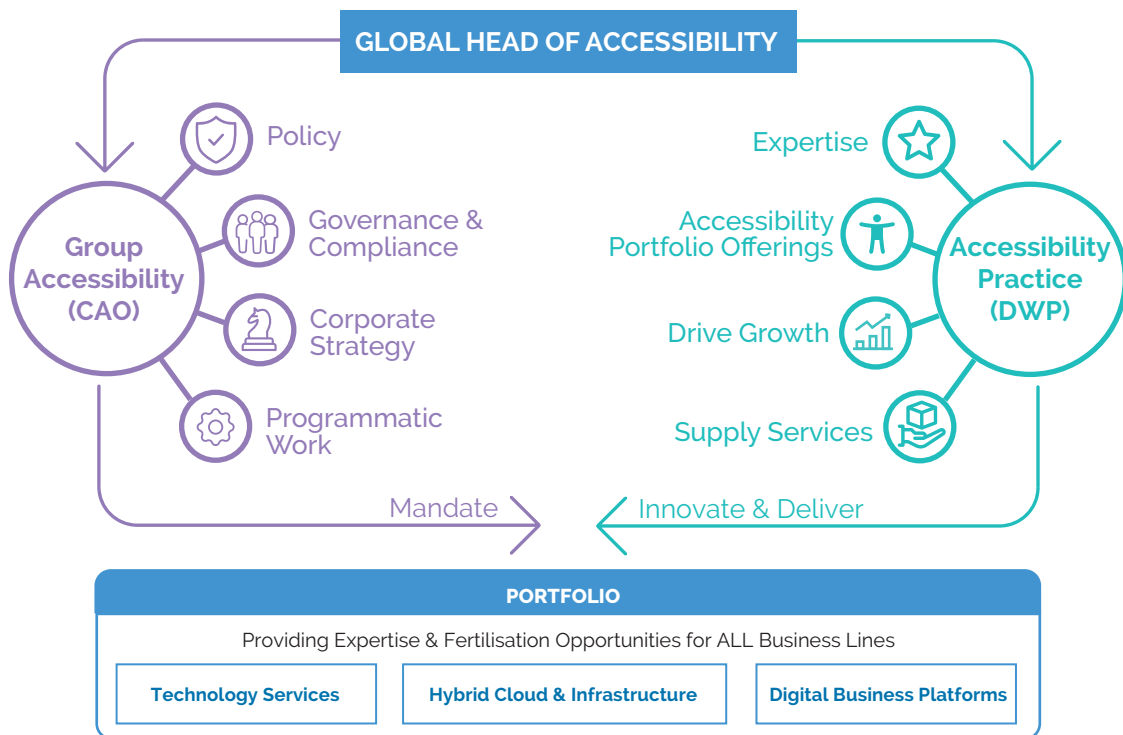 GLOBAL HEAD OF ACCESSIBILITY
Policy
Governance &
Compliance
Group
Accessibility
(CAO)
Corporate
Strategy
Programmatic
Work
Mandate
Expertise
Accessibility
Portfolio Offerings
Accessibility
Practice
(DWP)
Drive Growth
Supply Services
Innovate & Deliver
PORTFOLIO
Providing Expertise & Fertilisation Opportunities for ALL Business Lines
Technology Services
Hybrid Cloud & Infrastructure
Digital Business Platforms